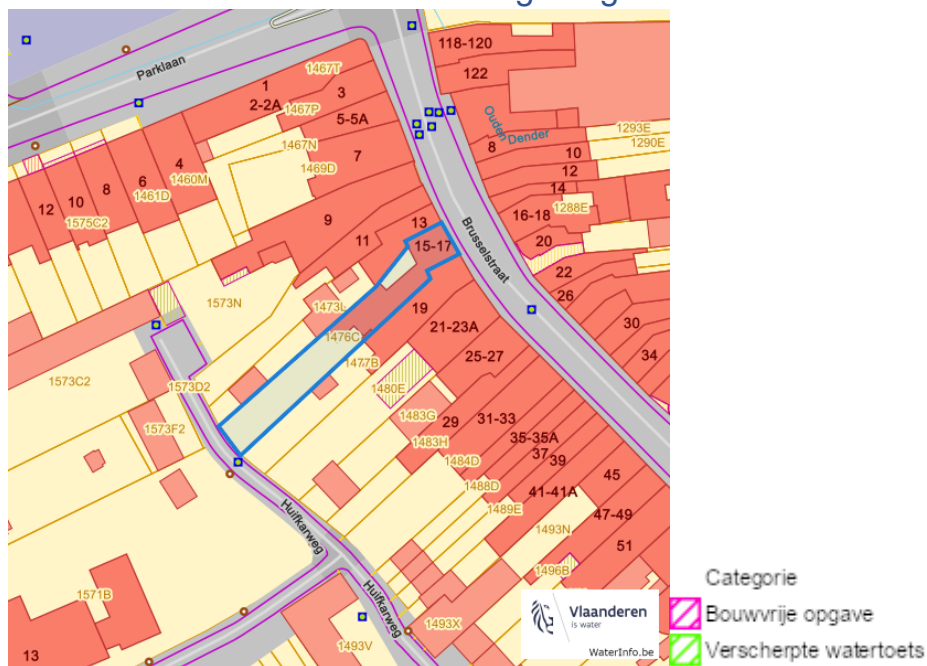 Parklaan
118-120
122
1467T
1
2-2A
1467P
3
5-5A
1467N
7
1469D
Ouden
Dender
8
10
12
14
1293E
1290E
16-18
1288E
20
22
26
30
34
4
1460M
6
1461D
8
10
1575C2
12
9
11
13
15-17
Brusselstraat
1573N
1476C
19
21-23A
1477B
25-27
1480E
1573C2
1573D2
1573F2
1483G
29
1483H
31-33
35-35A
37
39
1484D
1488D
41-41A
45
1489E
47-49
1493N
51
1496B
Huifkarweg
Huifkarweg
1571B
13
1493V
1493X
Vlaanderen
is water
WaterInfo.be
Categorie
Bouwvrije opgave
Verscherpte watertoets